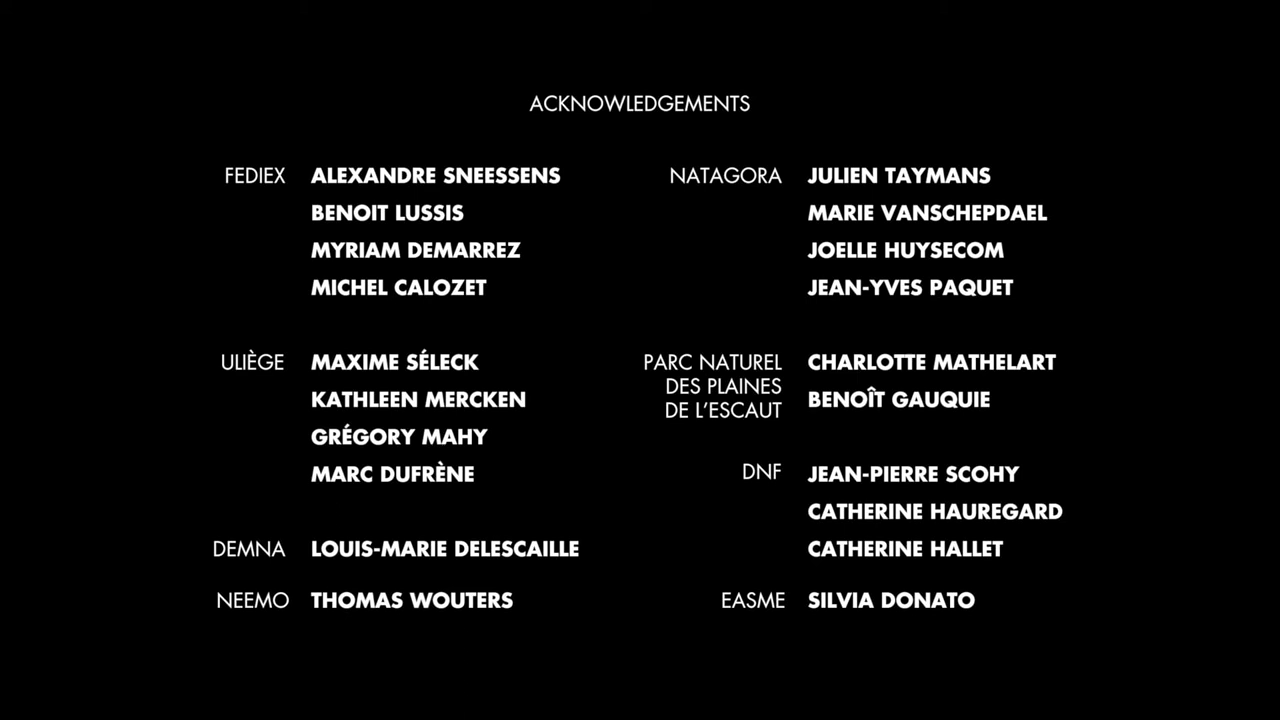 ACKNOWLEDGEMENTS
FEDIEX ALEXANDRE SNEESSENS
BENOIT LUSSIS
MYRIAM DEMARREZ
MICHEL CALOZET
ULIÈGE MAXIME SÉLECK
KATHLEEN MERCKEN
GRÉGORY MAHY
MARC DUFRÈNE
DEMNA LOUIS-MARIE DELESCAILLE
NEEMO THOMAS WOUTERS
NATAGORA JULIEN TAYMANS
MARIE VANSCHEPDAEL
JOELLE HUYSECOM
JEAN-YVES PAQUET
PARC NATUREL
DES PLAINES
DE L'ESCAUT
CHARLOTTE MATHELART
BENOÎT GAUQUIE
DNF JEAN-PIERRE SCOHY
CATHERINE HAUREGARD
CATHERINE HALLET
EASME SILVIA DONATO